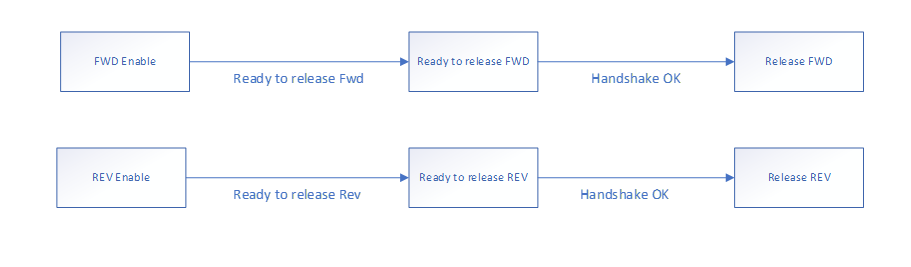 FWD Enable
Ready to release Fwd
Ready to release FWD
Handshake OK
Release FWD
REV Enable
Ready to release Rev
Ready to release REV
Handshake OK
Release REV